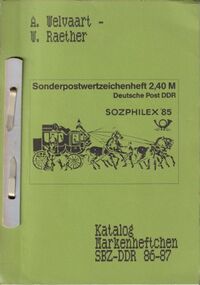 A. Welvaart -
W. Raether
Sonderpostwertzeichenheft 2,40 M
Deutsche Post DDR
SOZPHILEX 85
Katalog
Markenheftchen
SBZ-DDR 86-87